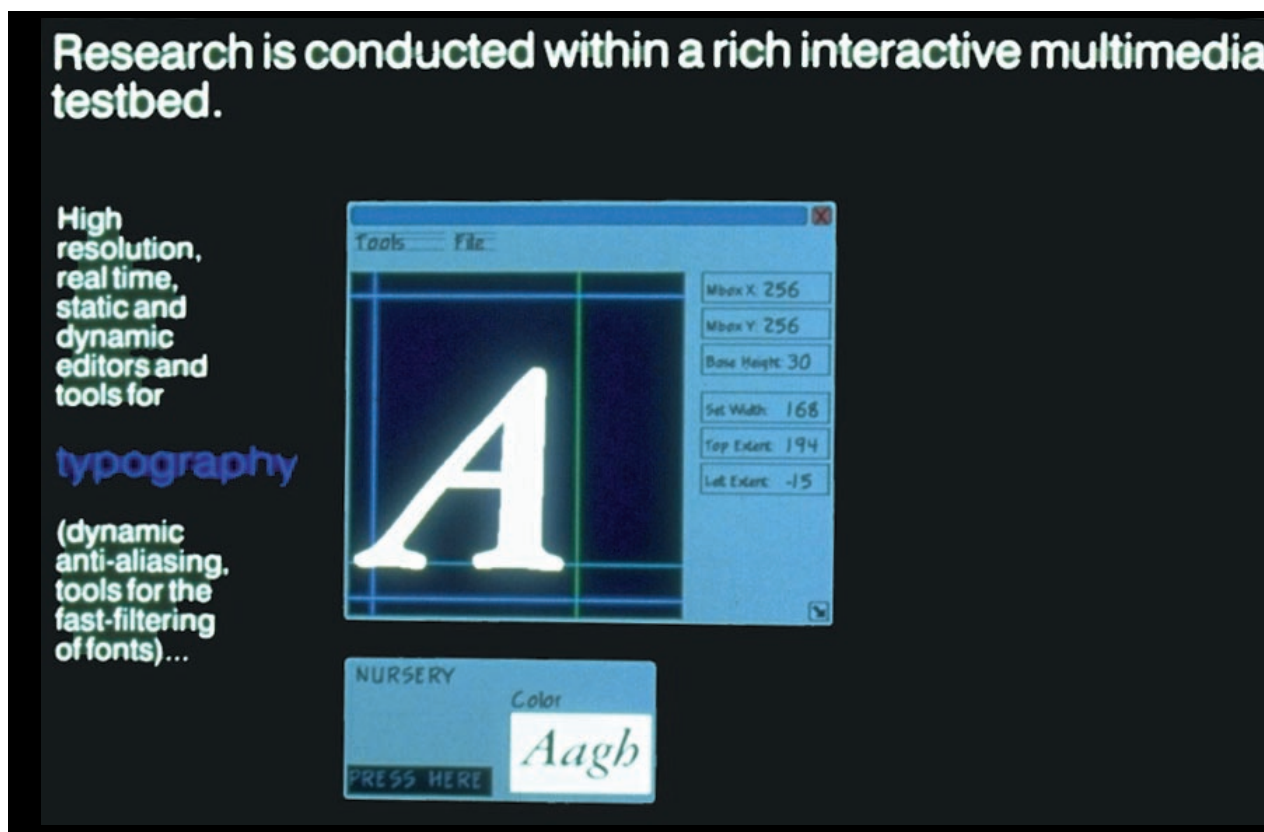 Research is conducted within a rich interactive multimedia
testbed.
High
resolution,
real time,
static and
dynamic
editors and
tools for
typography
(dynamic
anti-aliasing,
tools for the
fast-filtering
of fonts)...
Tools File
A
Mbox X: 256
Mbox Y: 256
Base Height: 30
Set Width: 168
Top Extent: 194
Left Extent: -15
NURSERY
Color
Aagh
PRESS HERE